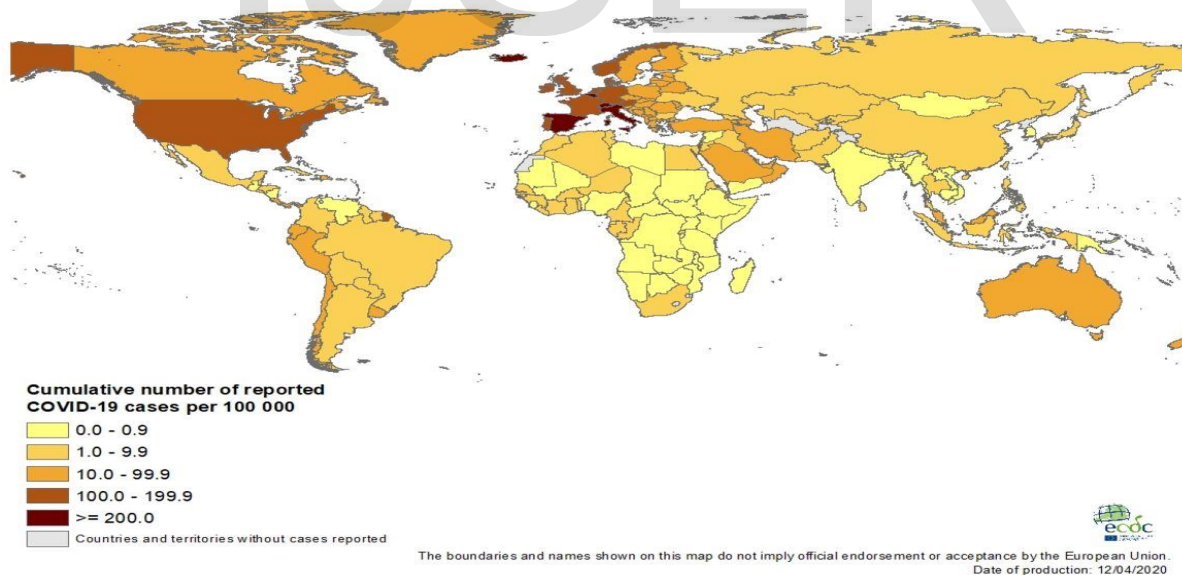 IJSER
Cumulative number of reported
COVID-19 cases per 100 000
0.0 - 0.9
1.0 - 9.9
10.0 - 99.9
100.0 - 199.9
>= 200.0
Countries and territories without cases reported
ecdc
The boundaries and names shown on this map do not imply official endorsement or acceptance by the European Union.
Date of production: 12/04/2020